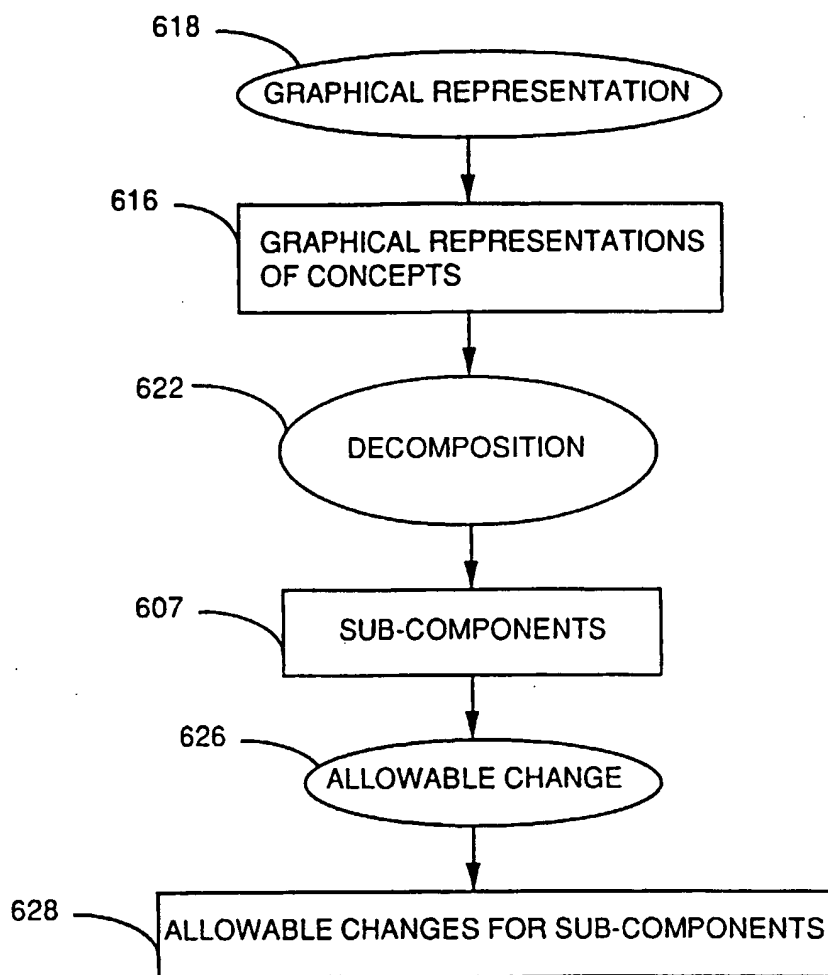 618
GRAPHICAL REPRESENTATION
616
GRAPHICAL REPRESENTATIONS
OF CONCEPTS
622
DECOMPOSITION
607
SUB-COMPONENTS
626
ALLOWABLE CHANGE
628
ALLOWABLE CHANGES FOR SUB-COMPONENTS